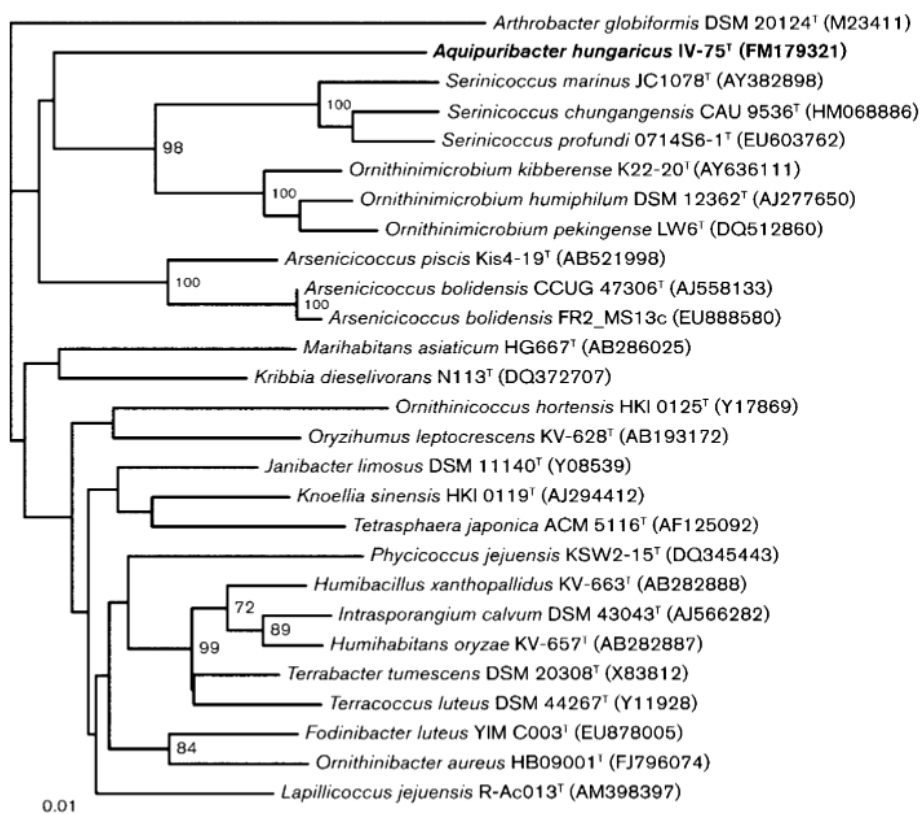 Arthrobacter globiformis DSM 20124ᵀ (M23411)
Aquipuribacter hungaricus IV-75ᵀ (FM179321)
Serinicoccus marinus JC1078ᵀ (AY382898)
100
Serinicoccus chungangensis CAU 9536ᵀ (HM068886)
Serinicoccus profundi 0714S6-1ᵀ (EU603762)
98
Ornithinimicrobium kibberense K22-20ᵀ (AY636111)
100
Ornithinimicrobium humiphilum DSM 12362ᵀ (AJ277650)
Ornithinimicrobium pekingense LW6ᵀ (DQ512860)
Arsenicicoccus piscis Kis4-19ᵀ (AB521998)
100
Arsenicicoccus bolidensis CCUG 47306ᵀ (AJ558133)
100
Arsenicicoccus bolidensis FR2_MS13c (EU888580)
Marihabitans asiaticum HG667ᵀ (AB286025)
Kribbia dieselivorans N113ᵀ (DQ372707)
Ornithinicoccus hortensis HKI 0125ᵀ (Y17869)
Oryzihumus leptocrescens KV-628ᵀ (AB193172)
Janibacter limosus DSM 11140ᵀ (Y08539)
Knoellia sinensis HKI 0119ᵀ (AJ294412)
Tetrasphaera japonica ACM 5116ᵀ (AF125092)
Phycicoccus jejuensis KSW2-15ᵀ (DQ345443)
Humibacillus xanthopallidus KV-663ᵀ (AB282888)
72
Intrasporangium calvum DSM 43043ᵀ (AJ566282)
89
Humihabitans oryzae KV-657ᵀ (AB282887)
99
Terrabacter tumescens DSM 20308ᵀ (X83812)
Terracoccus luteus DSM 44267ᵀ (Y11928)
Fodinibacter luteus YIM C003ᵀ (EU878005)
84
Ornithinibacter aureus HB09001ᵀ (FJ796074)
Lapillicoccus jejuensis R-Ac013ᵀ (AM398397)
0.01